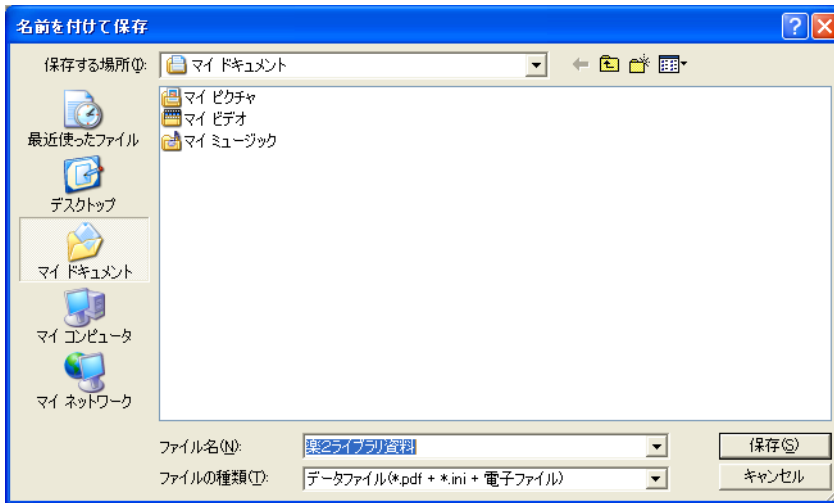 名前を付けて保存
保存する場所(I):
マイ ドキュメント
最近使ったファイル
デスクトップ
マイ ドキュメント
マイ コンピュータ
マイ ネットワーク
マイ ピクチャ
マイ ビデオ
マイ ミュージック
ファイル名(N):
楽2ライブラリ資料
保存(S)
ファイルの種類(T):
データファイル(*.pdf + *.ini + 電子ファイル)
キャンセル